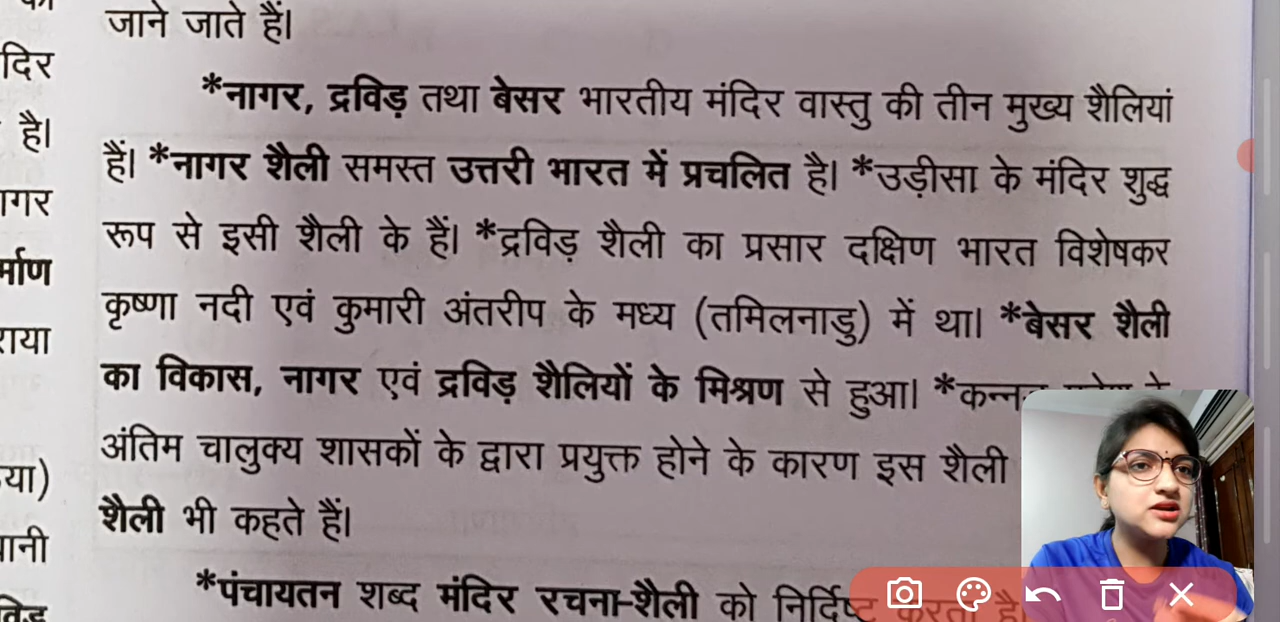 जाने जाते हैं।
*नागर, द्रविड़ तथा बेसर भारतीय मंदिर वास्तु की तीन मुख्य शैलियां
दिर
है।
हैं। *नागर शैली समस्त उत्तरी भारत में प्रचलित है। *उड़ीसा के मंदिर शुद्ध
रूप से इसी शैली के हैं। *द्रविड़ शैली का प्रसार दक्षिण भारत विशेषकर
कृष्णा नदी एवं कुमारी अंतरीप के मध्य (तमिलनाडु) में था। *बेसर शैली
का विकास, नागर एवं द्रविड़ शैलियों के मिश्रण से हुआ।
अंतिम चालुक्य शासकों के द्वारा प्रयुक्त होने के कारण इस शैली
शैली भी कहते हैं।
*पंचायतन शब्द मंदिर रचना-शैली को निर्दिष्ट करता है।